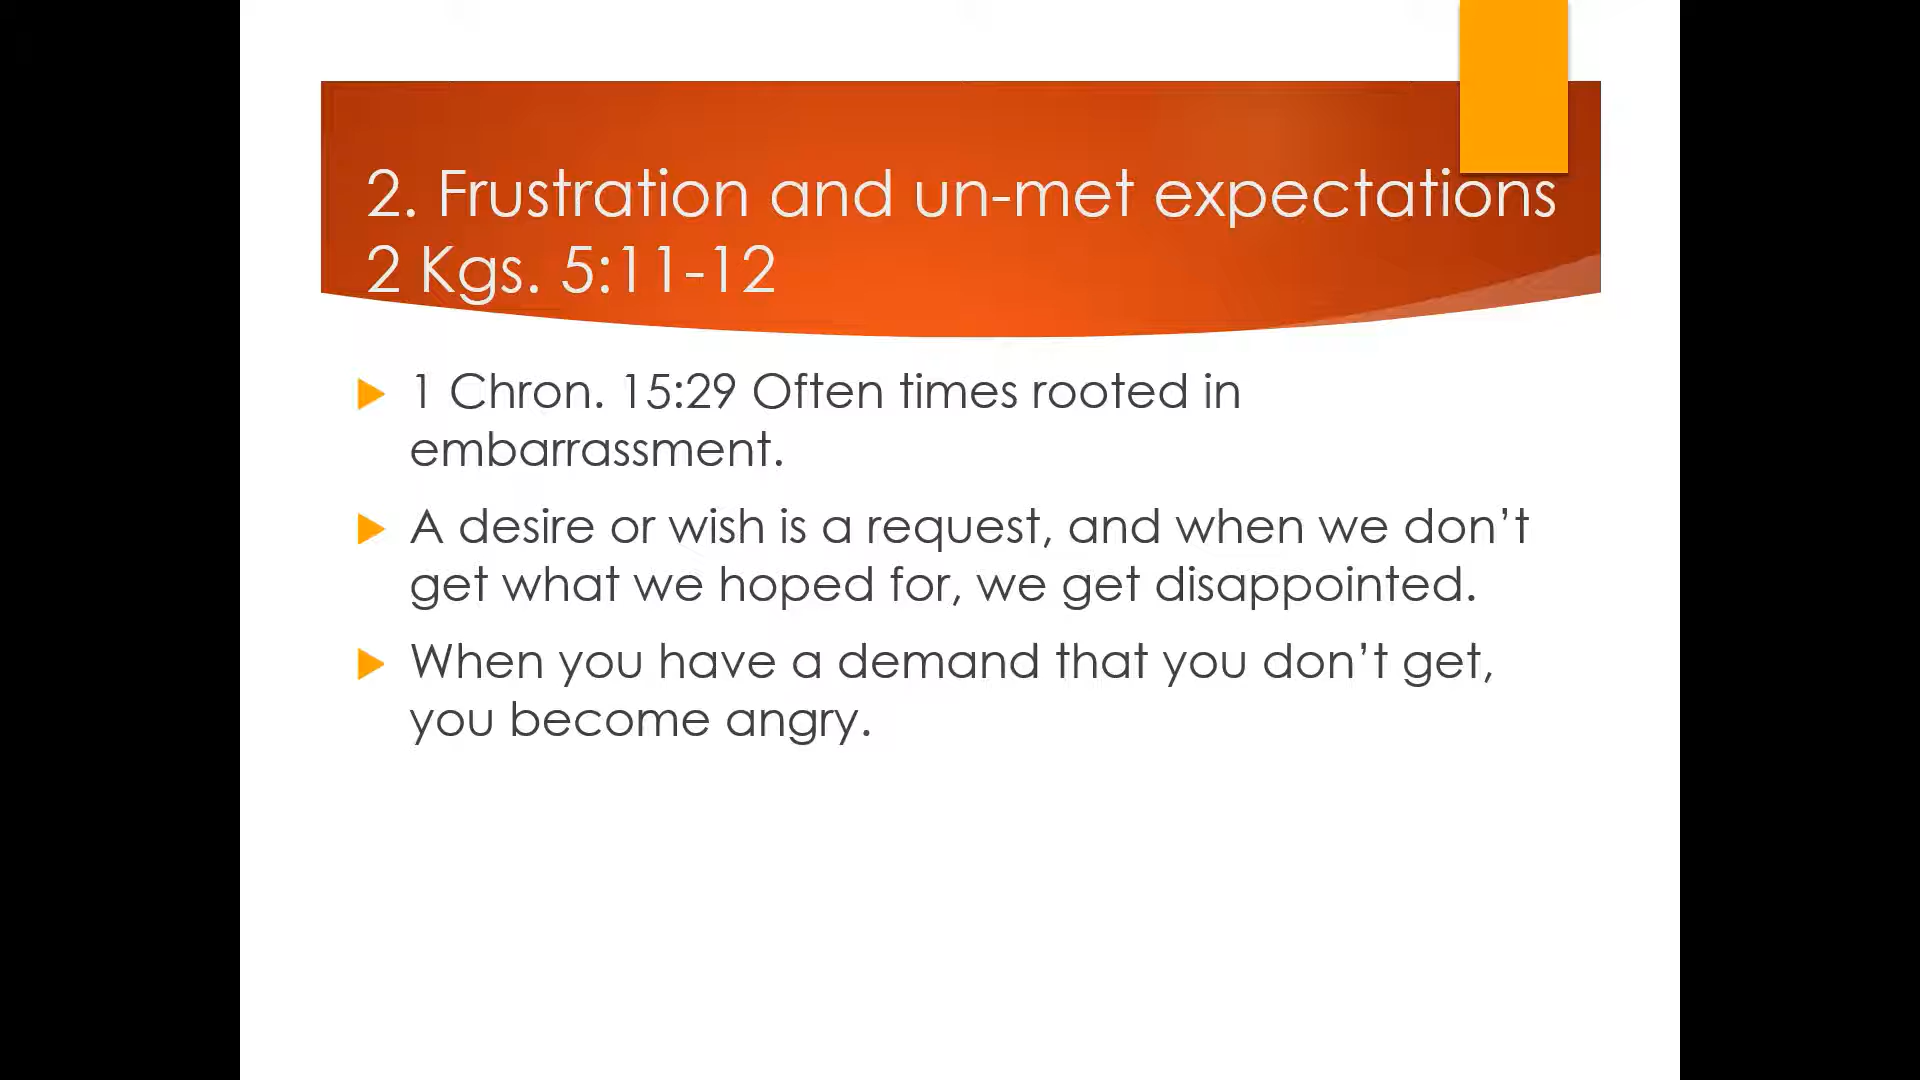 2. Frustration and un-met expectations
2 Kgs. 5:11-12
1 Chron. 15:29 Often times rooted in
embarrassment.
A desire or wish is a request, and when we don’t
get what we hoped for, we get disappointed.
When you have a demand that you don’t get,
you become angry.